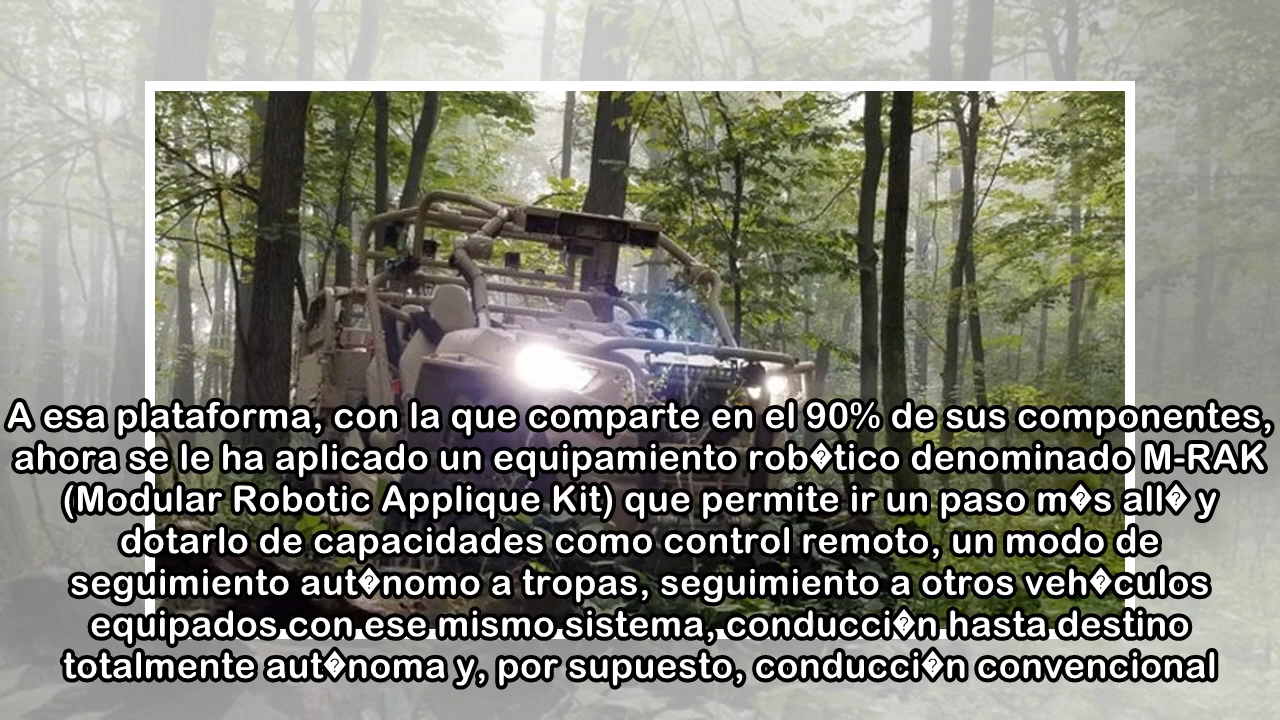 A esa plataforma, con la que comparte en el 90% de sus componentes,
ahora se le ha aplicado un equipamiento rob�tico denominado M-RAK
(Modular Robotic Applique Kit) que permite ir un paso m�s all� y
dotarlo de capacidades como control remoto, un modo de
seguimiento aut�nomo a tropas, seguimiento a otros veh�culos
equipados con ese mismo sistema, conducci�n hasta destino
totalmente aut�noma y, por supuesto, conducci�n convencional